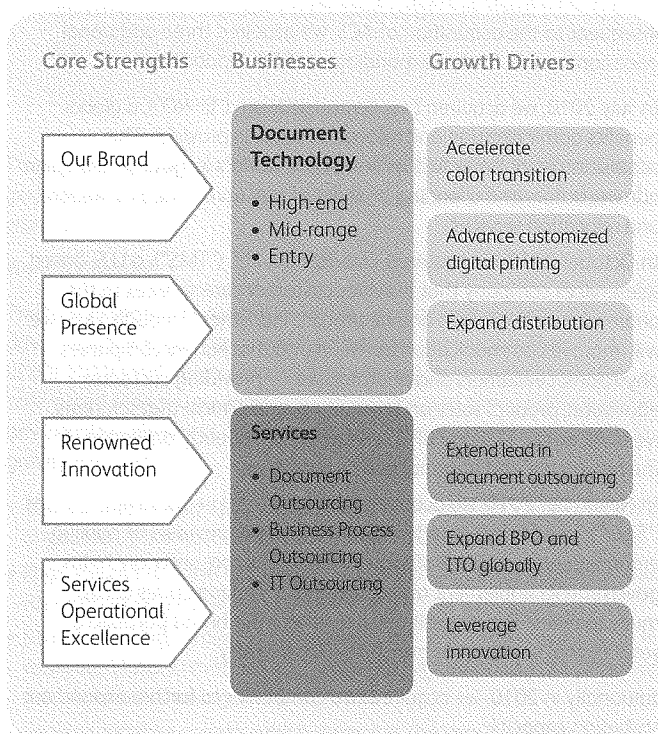 Core Strengths
Businesses
Growth Drivers
Our Brand
Global
Presence
Renowned
Innovation
Services
Operational
Excellence
Document
Technology
• High-end
• Mid-range
• Entry
Services
• Document
Outsourcing
• Business Process
Outsourcing
• IT Outsourcing
Accelerate
color transition
Advance customized
digital printing
Expand distribution
Extend lead in
document outsourcing
Expand BPO and
ITO globally
Leverage
innovation